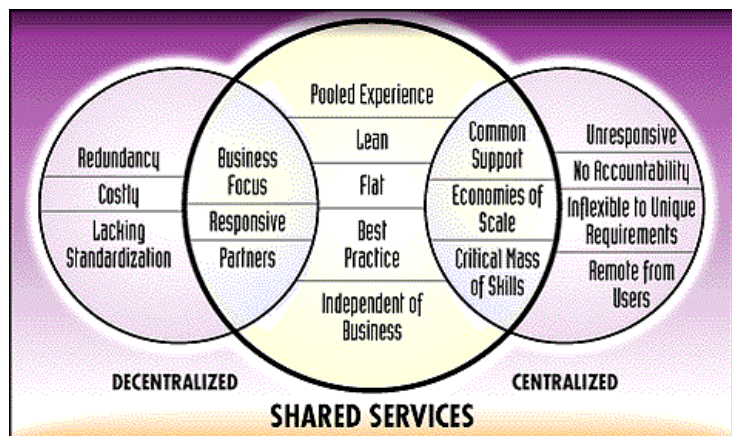 Redundancy
Costly
Lacking
Standardization
Business
Focus
Responsive
Partners
Pooled Experience
Lean
Flat
Best
Practice
Independent of
Business
Common
Support
Economies of
Scale
Critical Mass
of Skills
Unresponsive
No Accountability
Inflexible to Unique
Requirements
Remote from
Users
DECENTRALIZED
CENTRALIZED
SHARED SERVICES